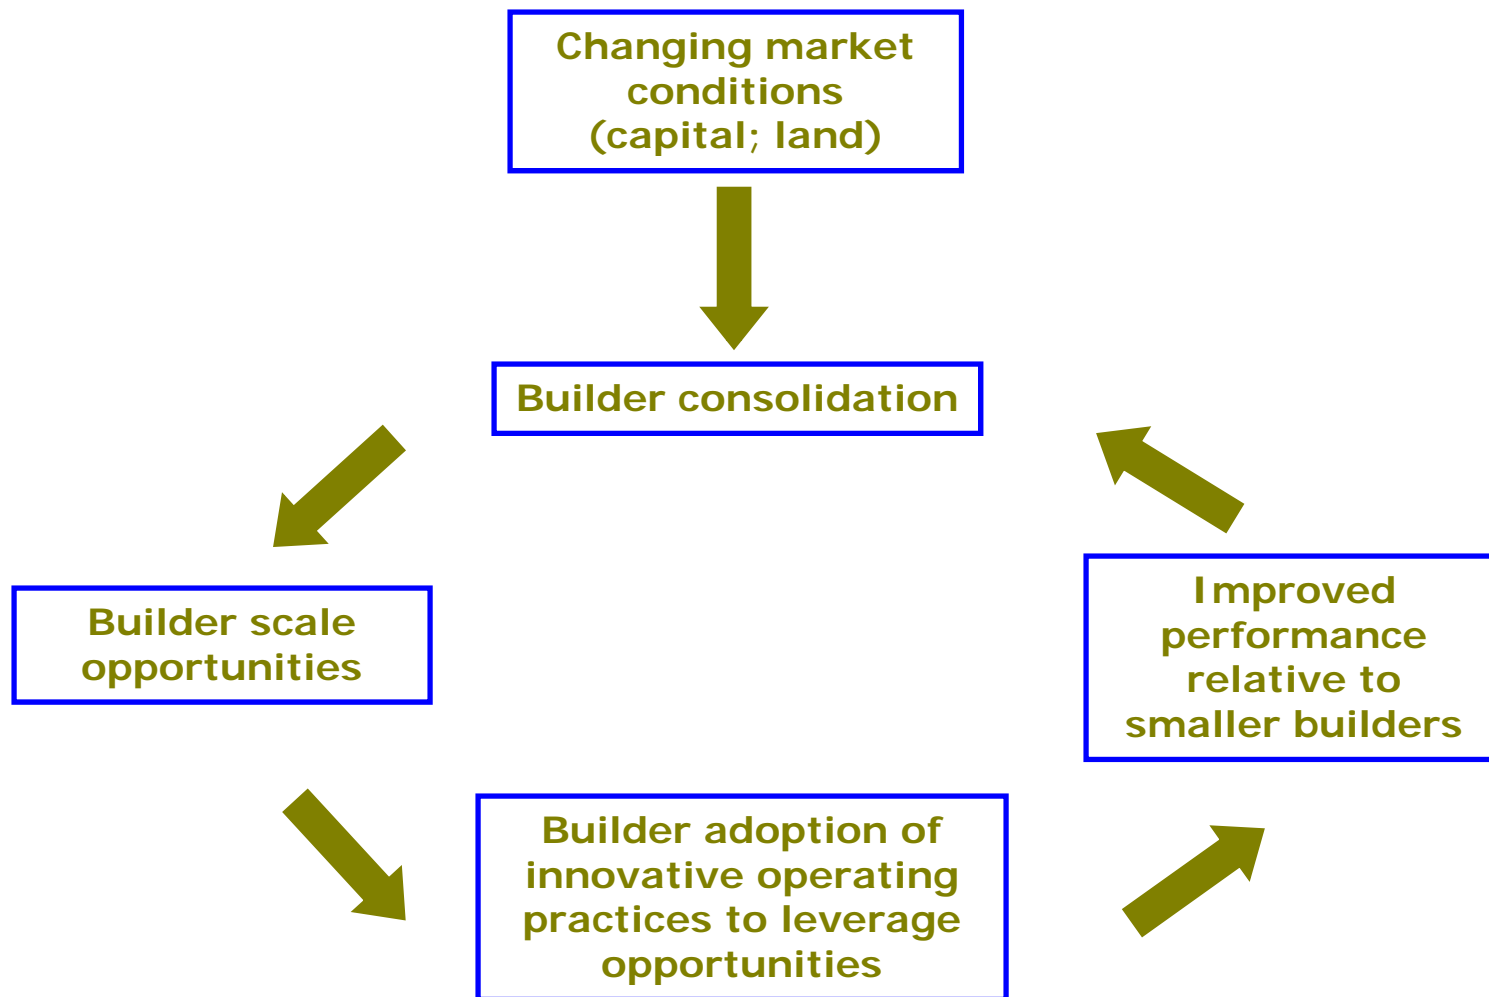 Changing market
conditions
(capital; land)
Builder consolidation
Builder scale
opportunities
Improved
performance
relative to
smaller builders
Builder adoption of
innovative operating
practices to leverage
opportunities